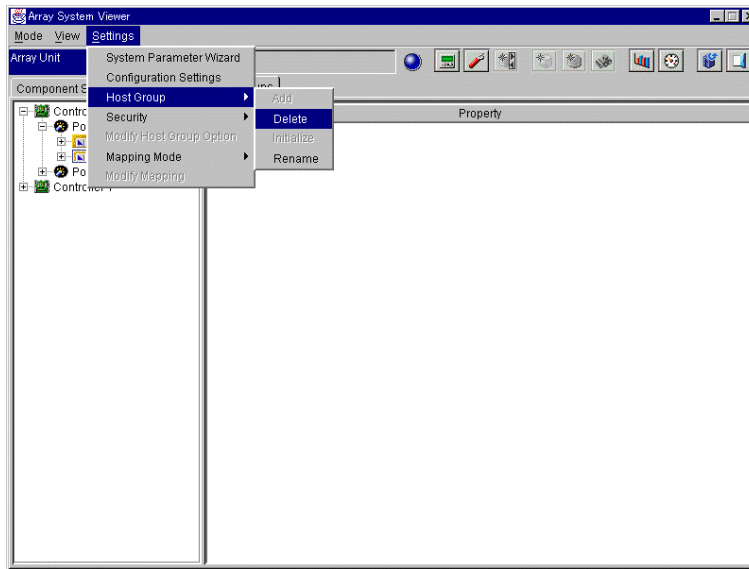 Array System Viewer
Mode View Settings
Array Unit
System Parameter Wizard
Configuration Settings
Component S
Host Group
Add
Property
Security
Delete
Modify Host Group Option
Initialize
Mapping Mode
Rename
Modify Mapping
Contro
Po
Po
Controller 1